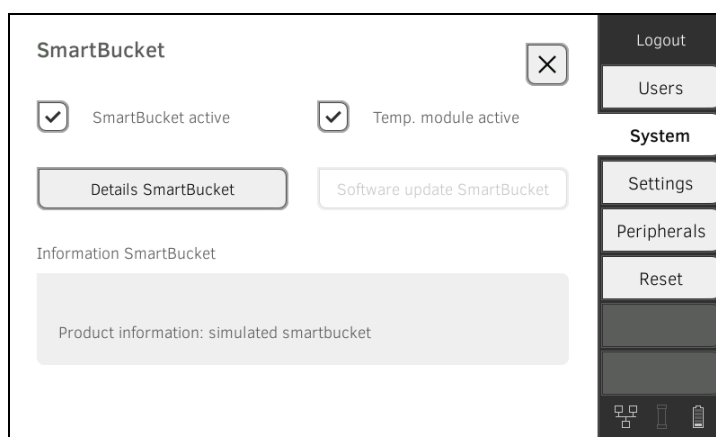 SmartBucket
SmartBucket active
Temp. module active
Details SmartBucket
Software update SmartBucket
Information SmartBucket
Product information: simulated smartbucket
Logout
Users
System
Settings
Peripherals
Reset